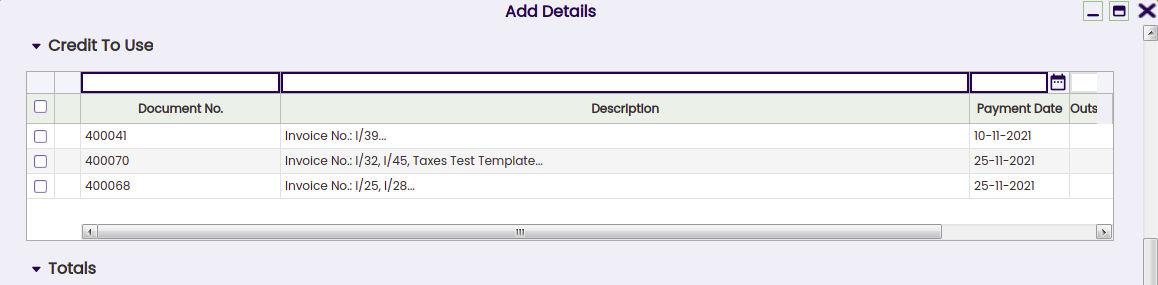 Add Details
Credit To Use
Document No. Description Payment Date Outs
400041 Invoice No.: I/39... 10-11-2021
400070 Invoice No.: I/32, I/45, Taxes Test Template... 25-11-2021
400068 Invoice No.: I/25, I/28... 25-11-2021
Totals